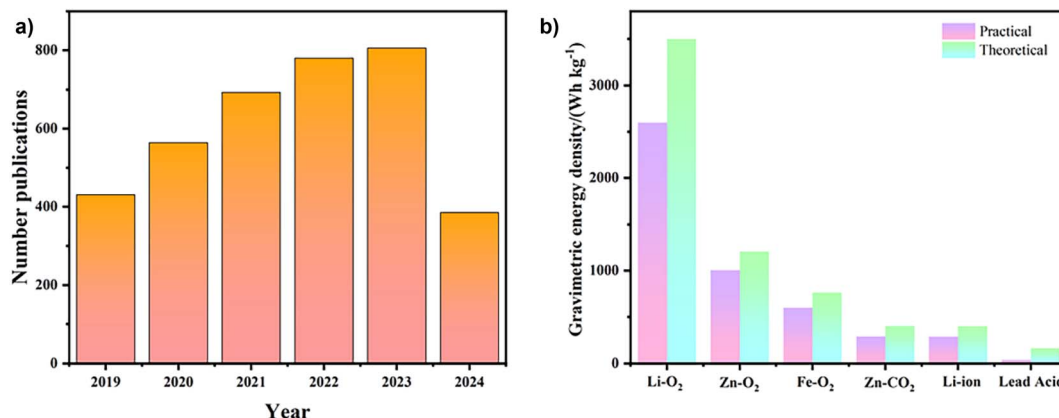 a)
Number publications
800
600
400
200
0
2019 2020 2021 2022 2023 2024
Year
b)
Practical
Theoretical
Gravimetric energy density/(Wh kg⁻¹)
3000
2000
1000
0
Li-O₂ Zn-O₂ Fe-O₂ Zn-CO₂ Li-ion Lead Acid